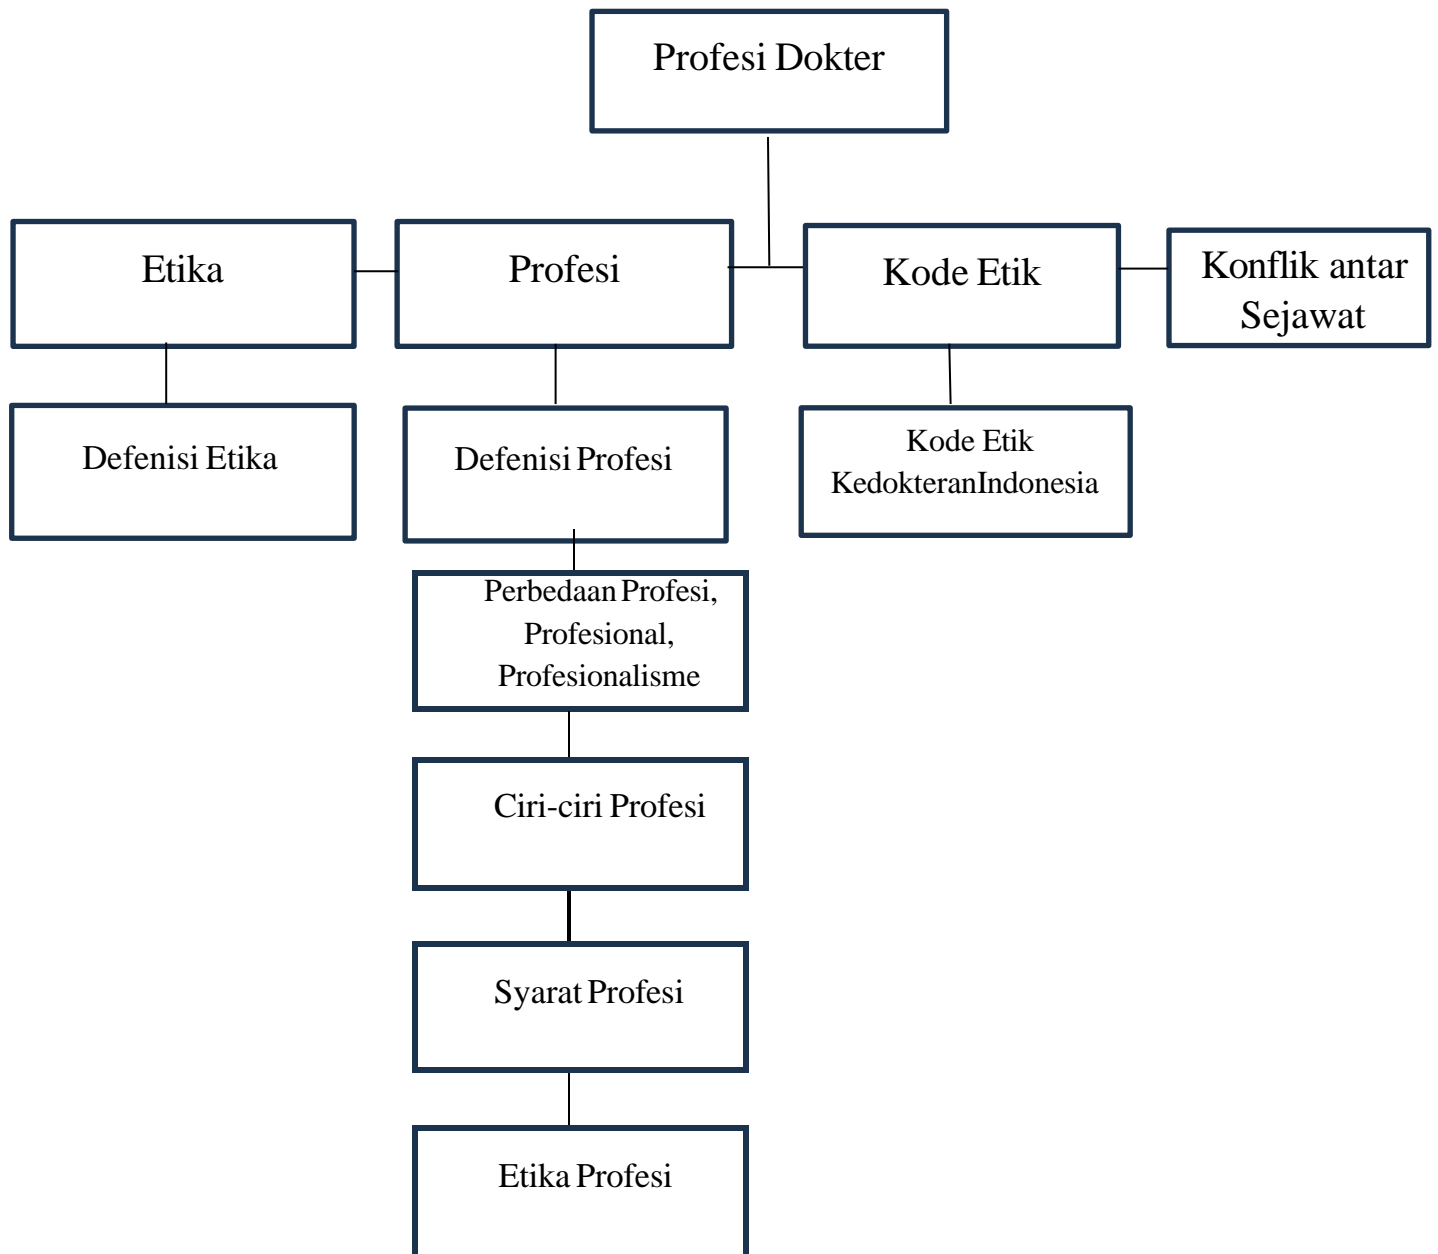 Profesi Dokter
Etika
Profesi
Kode Etik
Konflik antar
Sejawat
Defenisi Etika
Defenisi Profesi
Kode Etik
KedokteranIndonesia
Perbedaan Profesi,
Profesional,
Profesionalisme
Ciri-ciri Profesi
Syarat Profesi
Etika Profesi